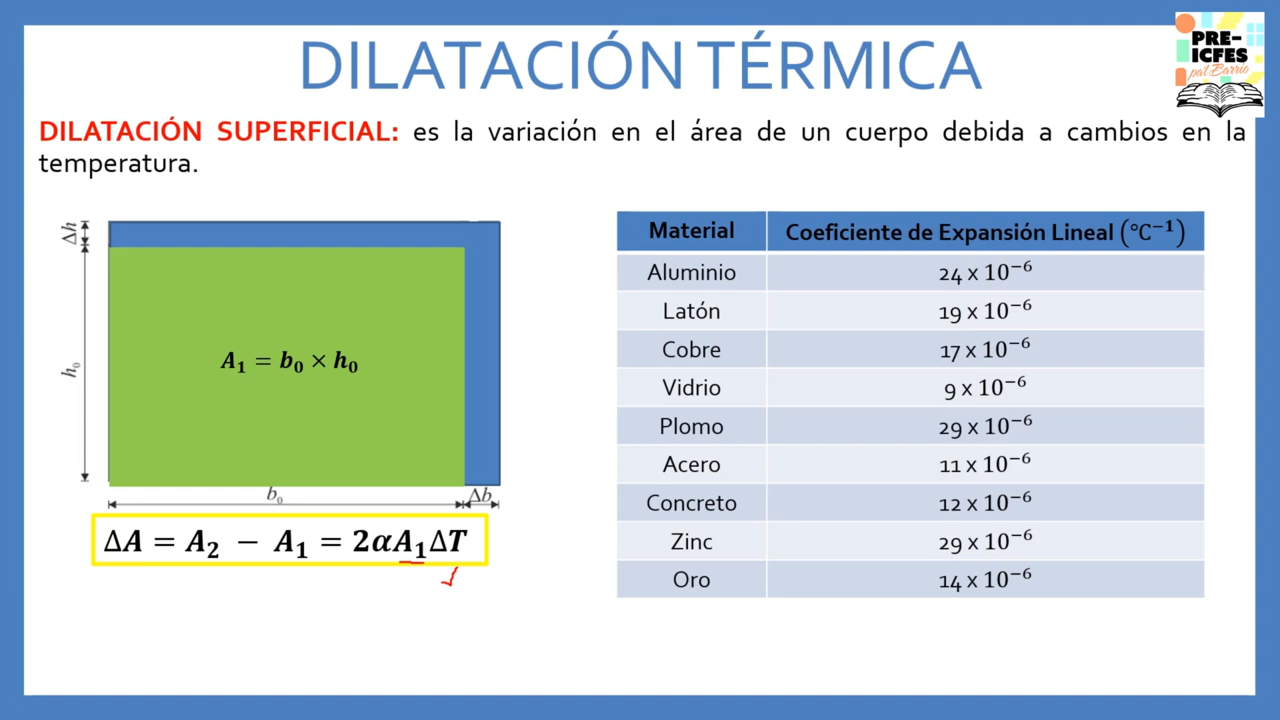 DILATACIÓN TÉRMICA
PRE-
ICFES
pal Barrio
DILATACIÓN SUPERFICIAL: es la variación en el área de un cuerpo debida a cambios en la
temperatura.
Δh
h₀
A₁ = b₀ × h₀
b₀ Δb
ΔA = A₂ − A₁ = 2αA₁ΔT
Material Coeficiente de Expansión Lineal (°C⁻¹)
Aluminio 24 x 10⁻⁶
Latón 19 x 10⁻⁶
Cobre 17 x 10⁻⁶
Vidrio 9 x 10⁻⁶
Plomo 29 x 10⁻⁶
Acero 11 x 10⁻⁶
Concreto 12 x 10⁻⁶
Zinc 29 x 10⁻⁶
Oro 14 x 10⁻⁶